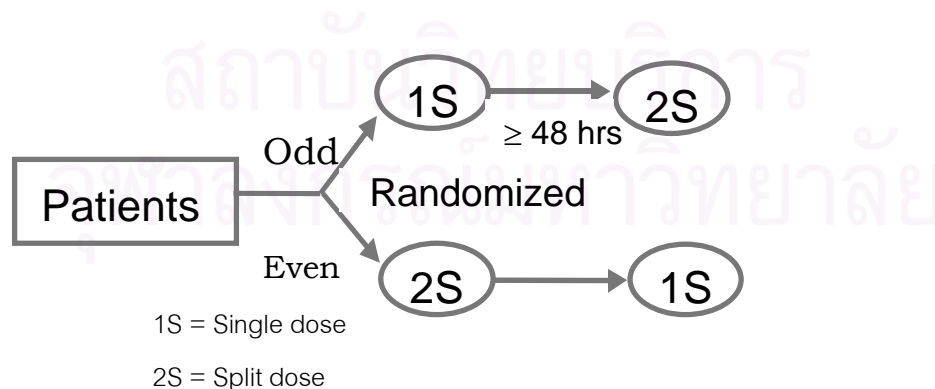 สถาบันวิทยบริการ
จุฬาลงกรณ์มหาวิทยาลัย
1S
2S
≥ 48 hrs
Odd
Randomized
Patients
Even
2S
1S
1S = Single dose
2S = Split dose